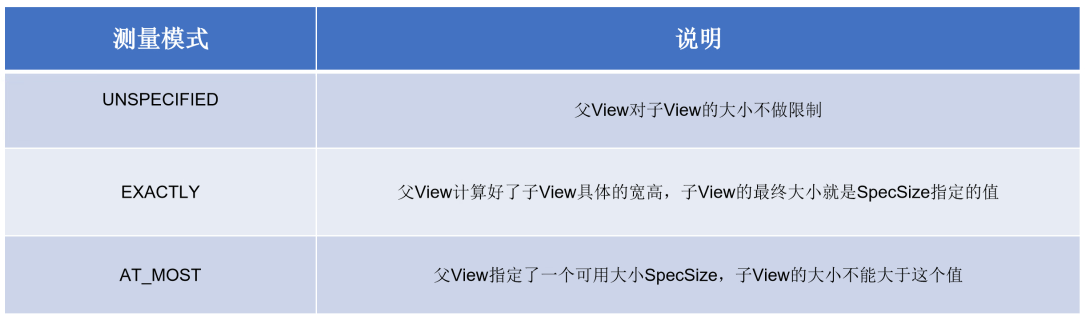 测量模式
说明
UNSPECIFIED
父View对子View的大小不做限制
EXACTLY
父View计算好了子View具体的宽高，子View的最终大小就是SpecSize指定的值
AT_MOST
父View指定了一个可用大小SpecSize，子View的大小不能大于这个值